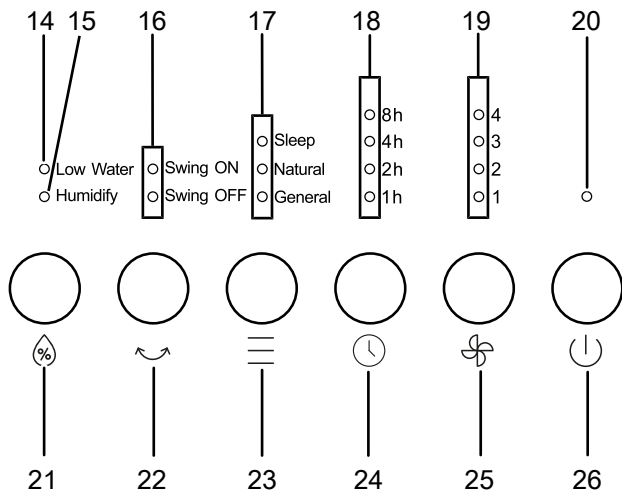 14 15 16 17 18 19 20
8h 4
Sleep 4h 3
Low Water Swing ON Natural 2h 2
Humidify Swing OFF General 1h 1
%
21 22 23 24 25 26